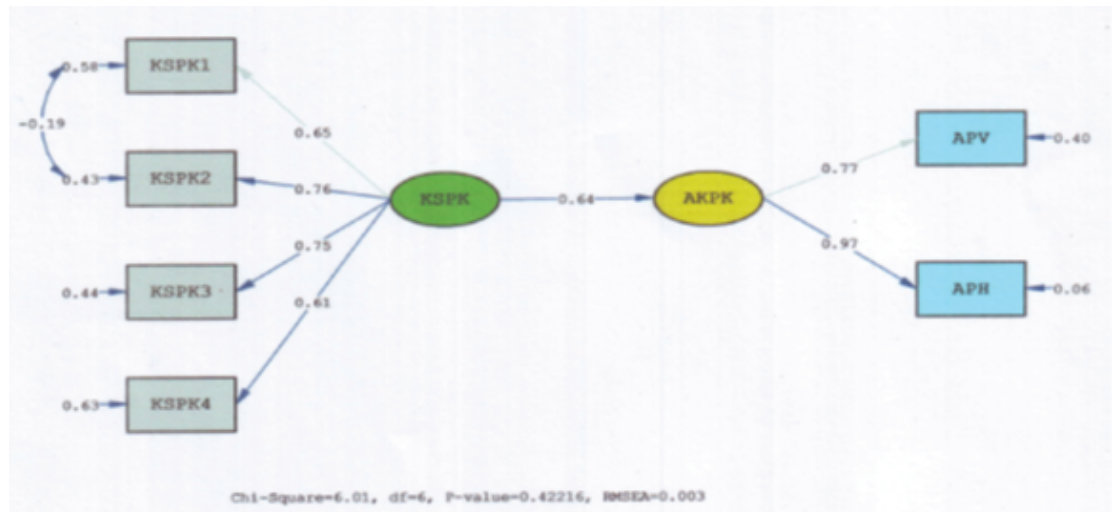 0.58
KSPK1
-0.19
0.65
APV
0.40
0.43
KSPK2
0.76
KSPK
0.64
AKPK
0.77
0.75
0.97
0.44
KSPK3
0.61
APH
0.06
0.63
KSPK4
Chi-Square=6.01, df=6, P-value=0.42216, RMSEA=0.003